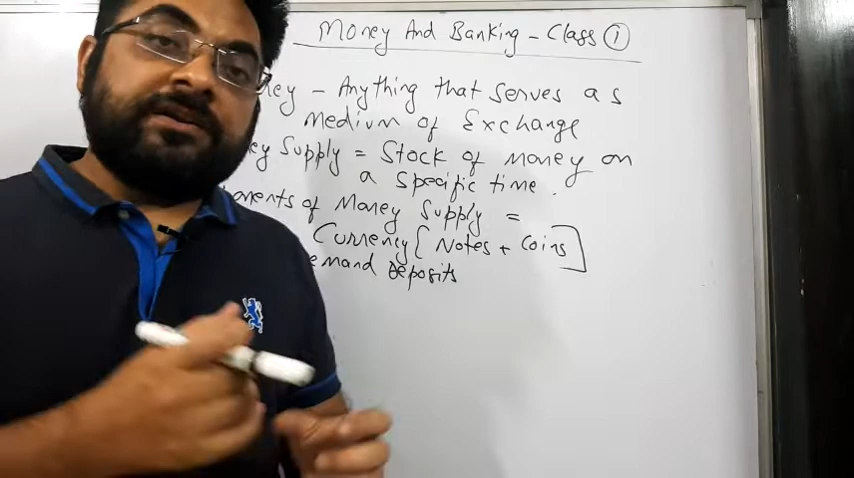 Money And Banking - Class ①
ey - Anything that serves as
medium of Exchange
ey Supply = Stock of money on
a specific time.
onents of Money Supply =
Currency [Notes + Coins]
emand Deposits